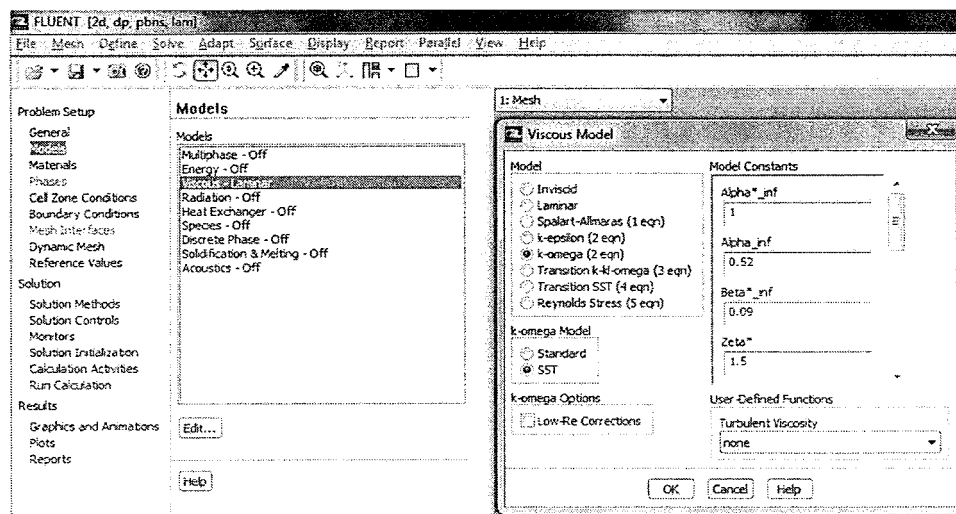 FLUENT [2d, dp, pbns, lam]
File Mesh Define Solve Adapt Surface Display Report Parallel View Help
Problem Setup
General
Models
Materials
Phases
Cell Zone Conditions
Boundary Conditions
Mesh Interfaces
Dynamic Mesh
Reference Values
Solution
Solution Methods
Solution Controls
Monitors
Solution Initialization
Calculation Activities
Run Calculation
Results
Graphics and Animations
Plots
Reports
Models
Models
Multiphase - Off
Energy - Off
Viscous - Laminar
Radiation - Off
Heat Exchanger - Off
Species - Off
Discrete Phase - Off
Solidification & Melting - Off
Acoustics - Off
Edit...
Help
1: Mesh
Viscous Model
Model
Inviscid
Laminar
Spalart-Allmaras (1 eqn)
k-epsilon (2 eqn)
k-omega (2 eqn)
Transition k-kl-omega (3 eqn)
Transition SST (4 eqn)
Reynolds Stress (5 eqn)
k-omega Model
Standard
SST
k-omega Options
Low-Re Corrections
Model Constants
Alpha*_inf
1
Alpha_inf
0.52
Beta*_inf
0.09
Zeta*
1.5
User-Defined Functions
Turbulent Viscosity
none
OK Cancel Help